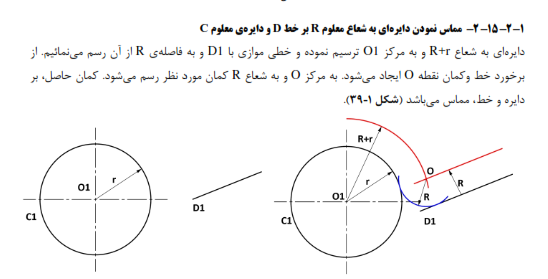 ۱-۲-۱۵-۲- مماس نمودن دایره‌ای به شعاع معلوم R بر خط D و دایره‌ی معلوم C
دایره‌ای به شعاع R+r و به مرکز O1 ترسیم نموده و خطی موازی با D1 و به فاصله‌ی R از آن رسم می‌نمائیم. از
برخورد خط وکمان نقطه O ایجاد می‌شود. به مرکز O و به شعاع R کمان مورد نظر رسم می‌شود. کمان حاصل، بر
دایره و خط، مماس می‌باشد (شکل ۱-۳۹).
r
O1
C1
D1
R+r
r
O1
C1
O
R
R
D1